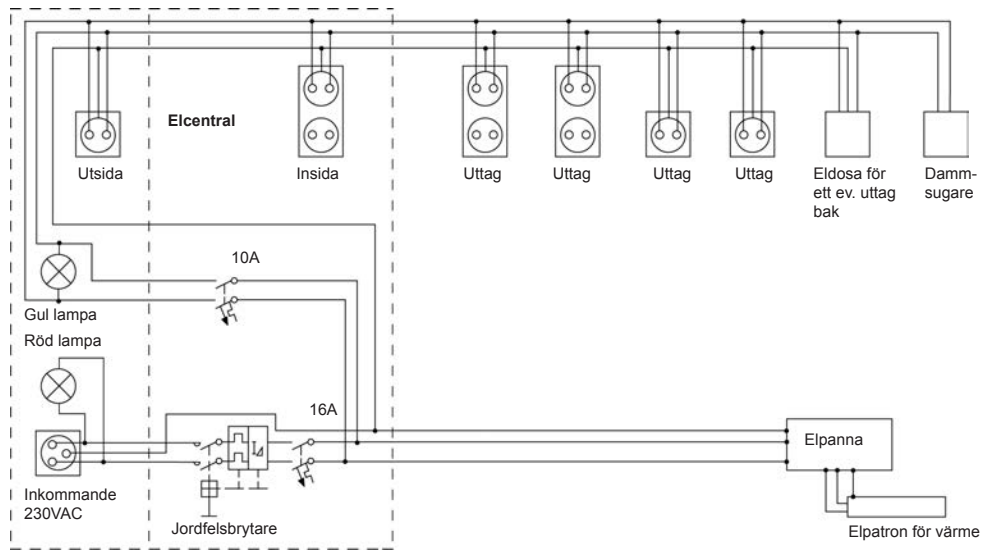 Elcentral
Utsida
Insida
Uttag
Uttag
Uttag
Uttag
Eldosa för
ett ev. uttag
bak
Damm-
sugare
10A
Gul lampa
Röd lampa
16A
Elpanna
Inkommande
230VAC
Jordfelsbrytare
Elpatron för värme